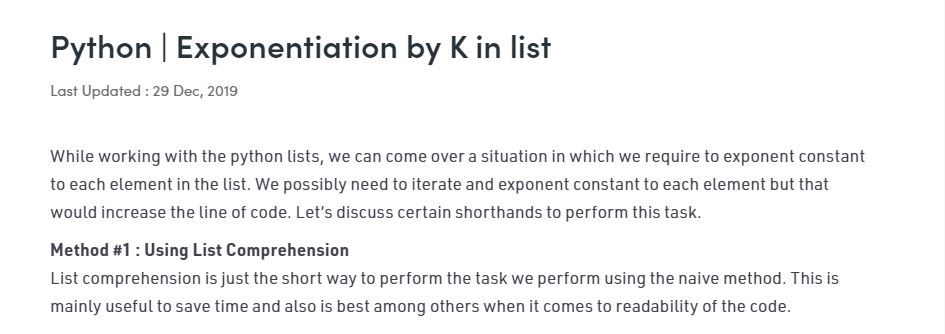 Python | Exponentiation by K in list
Last Updated : 29 Dec, 2019
While working with the python lists, we can come over a situation in which we require to exponent constant
to each element in the list. We possibly need to iterate and exponent constant to each element but that
would increase the line of code. Let’s discuss certain shorthands to perform this task.
Method #1 : Using List Comprehension
List comprehension is just the short way to perform the task we perform using the naive method. This is
mainly useful to save time and also is best among others when it comes to readability of the code.